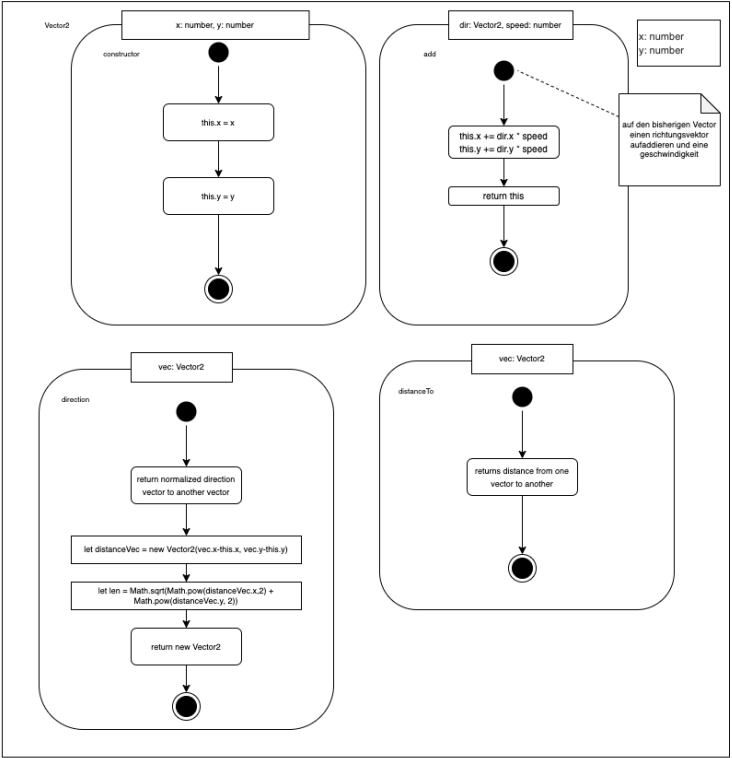 Vector2
x: number, y: number
constructor
this.x = x
this.y = y
dir: Vector2, speed: number
add
this.x += dir.x * speed
this.y += dir.y * speed
return this
x: number
y: number
auf den bisherigen Vector
einen richtungsvektor
aufaddieren und eine
geschwindigkeit
vec: Vector2
direction
return normalized direction
vector to another vector
let distanceVec = new Vector2(vec.x-this.x, vec.y-this.y)
let len = Math.sqrt(Math.pow(distanceVec.x,2) +
Math.pow(distanceVec.y, 2))
return new Vector2
vec: Vector2
distanceTo
returns distance from one
vector to another